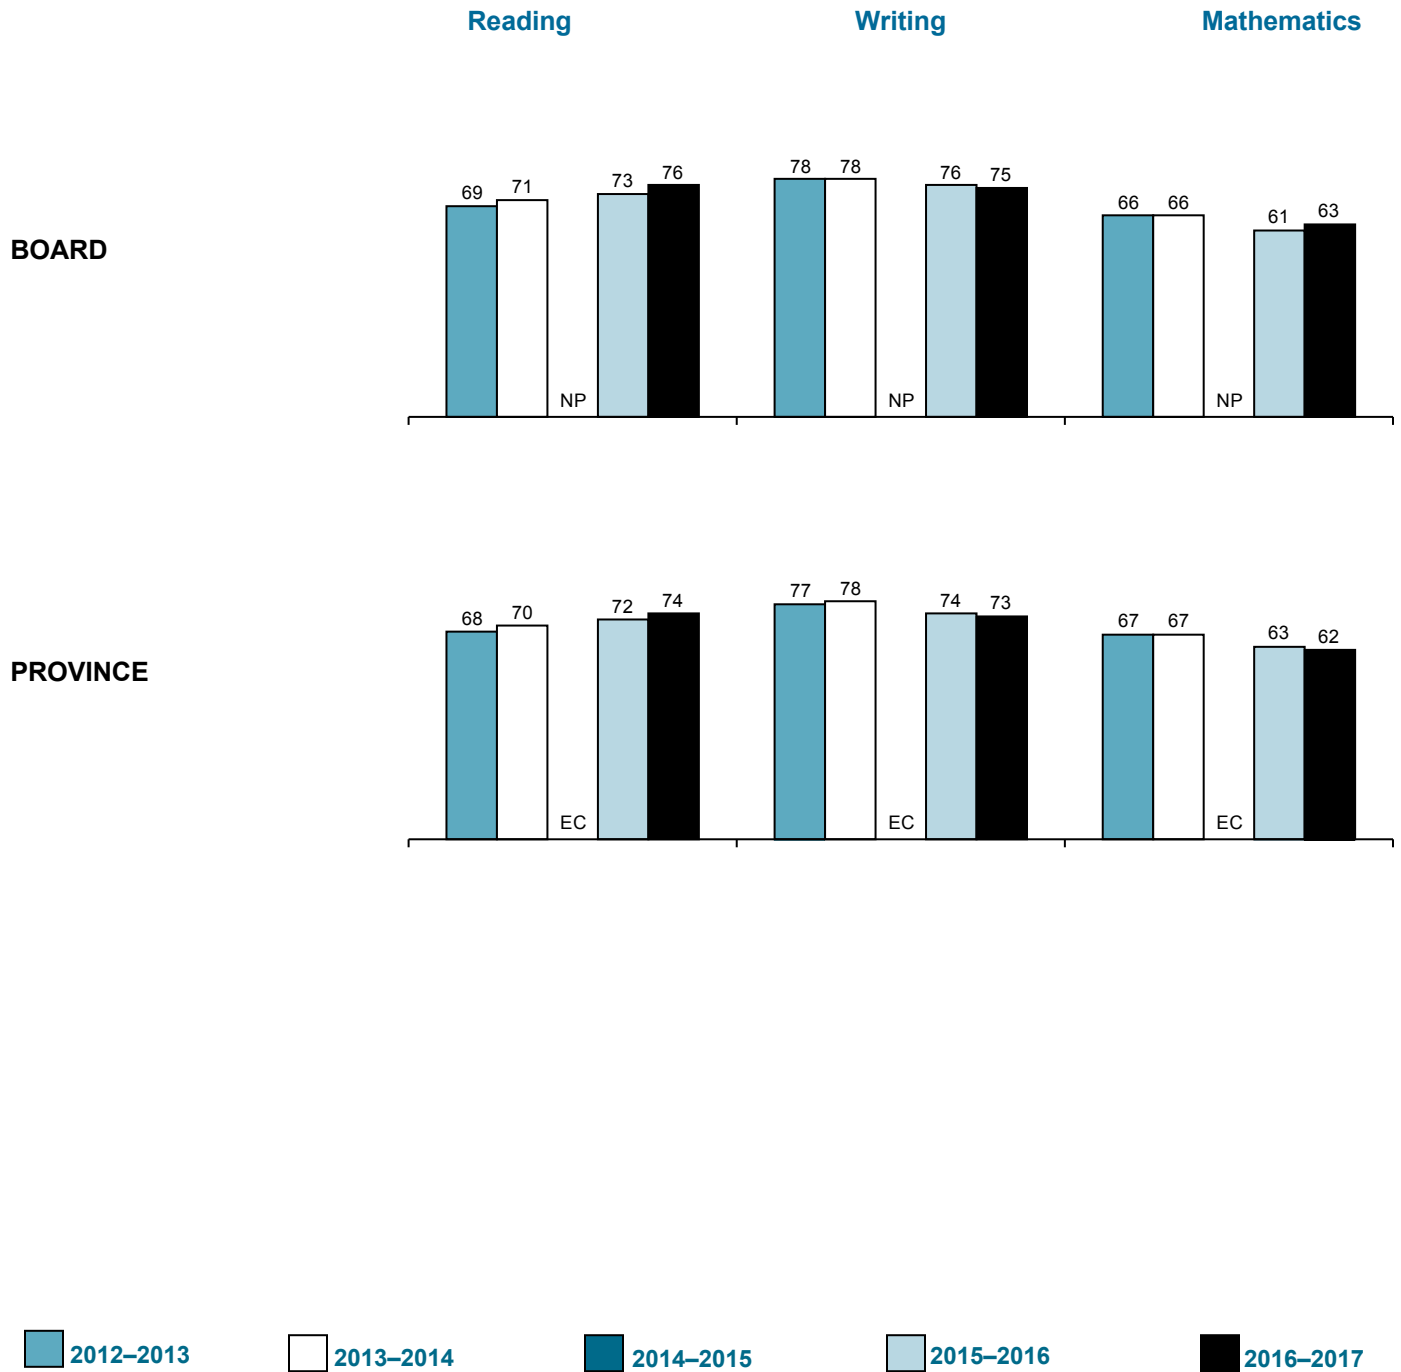 Reading Writing Mathematics
BOARD
69 71 NP 73 76 78 78 NP 76 75 66 66 NP 61 63
PROVINCE
68 70 EC 72 74 77 78 EC 74 73 67 67 EC 63 62
2012–2013 2013–2014 2014–2015 2015–2016 2016–2017